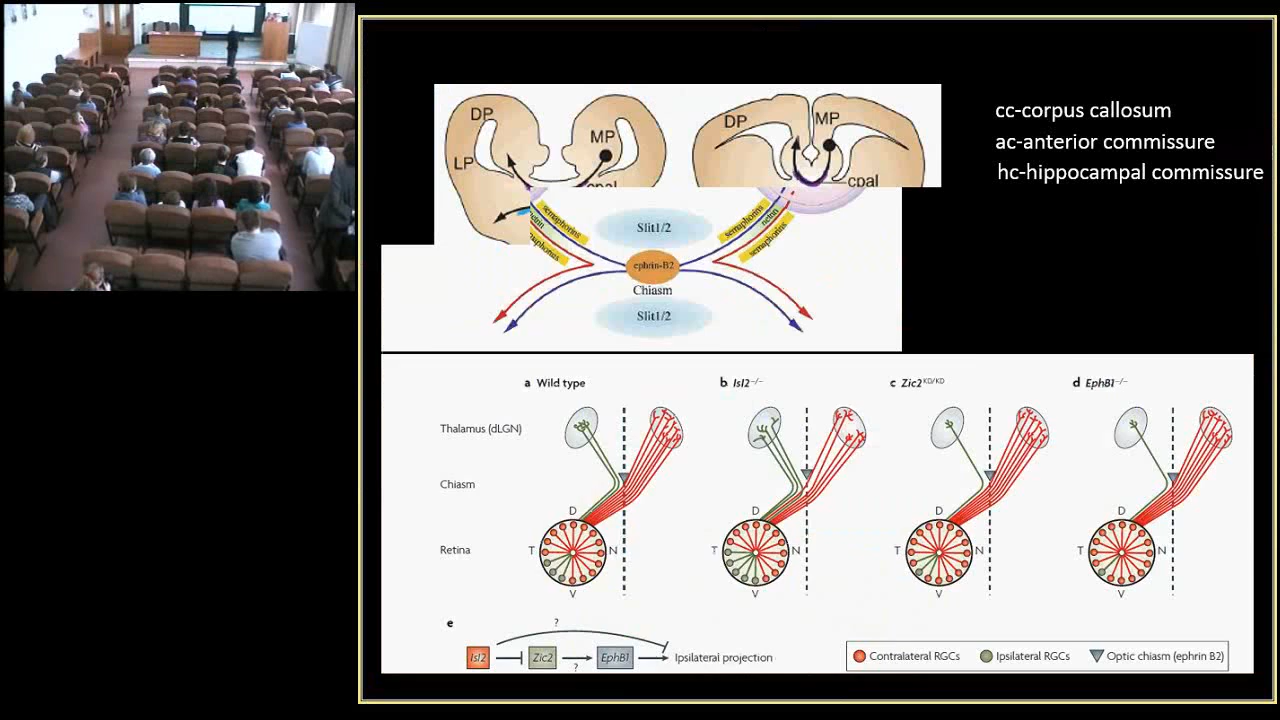 cc-corpus callosum
ac-anterior commissure
hc-hippocampal commissure
DP
MP
LP
cpal
DP
MP
cpal
semaphorins
netrin
semaphorins
Slit1/2
ephrin-B2
Chiasm
Slit1/2
semaphorins
netrin
semaphorins
a Wild type
b Isl2-/-
c Zic2KD/KD
d EphB1-/-
Thalamus (dLGN)
Chiasm
Retina
D
T
N
V
D
T
N
V
D
T
N
V
D
T
N
V
e
?
Isl2
Zic2
?
EphB1
Ipsilateral projection
Contralateral RGCs
Ipsilateral RGCs
Optic chiasm (ephrin B2)